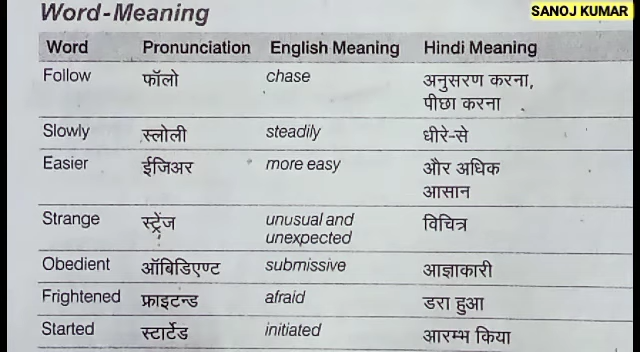 Word-Meaning
SANOJ KUMAR
Word Pronunciation English Meaning Hindi Meaning
Follow फॉलो chase अनुसरण करना,
पीछा करना
Slowly स्लोली steadily धीरे-से
Easier ईजिअर more easy और अधिक
आसान
Strange स्ट्रेंज unusual and विचित्र
unexpected
Obedient ऑबिडिएण्ट submissive आज्ञाकारी
Frightened फ्राइटन्ड afraid डरा हुआ
Started स्टार्टेड initiated आरम्भ किया